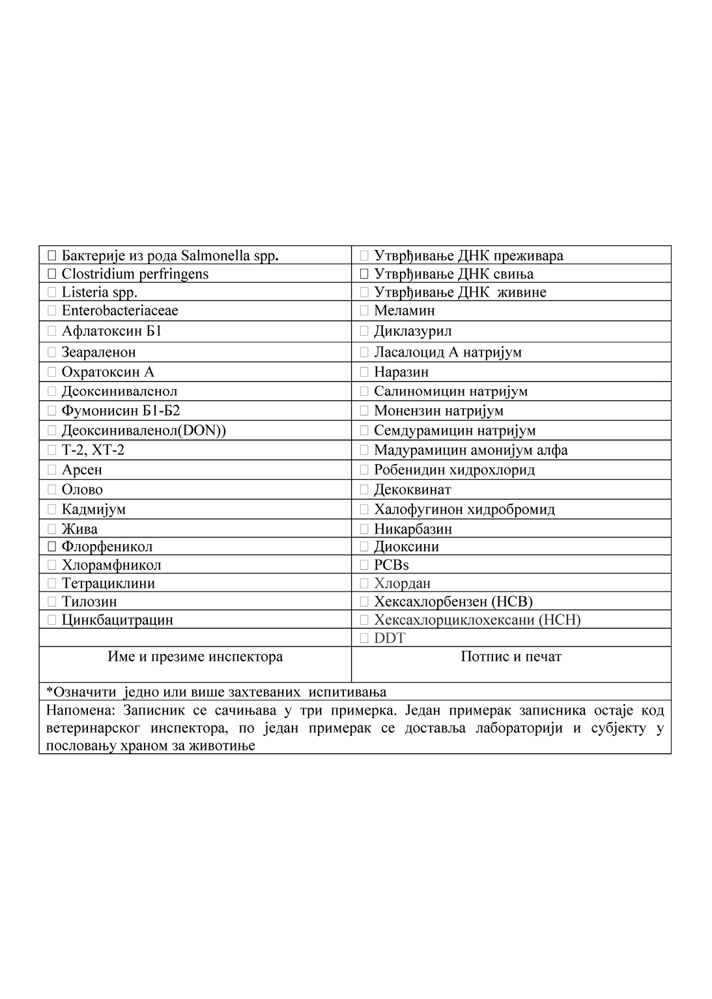 ☐ Бактерије из рода Salmonella spp.
☐ Утврђивање ДНК преживара
☐ Clostridium perfringens
☐ Утврђивање ДНК свиња
☐ Listeria spp.
☐ Утврђивање ДНК живине
☐ Enterobacteriaceae
☐ Меламин
☐ Афлатоксин Б1
☐ Диклазурил
☐ Зеараленон
☐ Ласалоцид А натријум
☐ Охратоксин А
☐ Наразин
☐ Деоксиниваленол
☐ Салиномицин натријум
☐ Фумонисин Б1-Б2
☐ Монензин натријум
☐ Деоксиниваленол(DON))
☐ Семдурамицин натријум
☐ Т-2, ХТ-2
☐ Мадурамицин амонијум алфа
☐ Арсен
☐ Робенидин хидрохлорид
☐ Олово
☐ Декоквинат
☐ Кадмијум
☐ Халофугинон хидробромид
☐ Жива
☐ Никарбазин
☐ Флорфеникол
☐ Диоксини
☐ Хлорамфникол
☐ PCBs
☐ Тетрациклини
☐ Хлордан
☐ Тилозин
☐ Хексахлорбензен (HCB)
☐ Цинкбацитрацин
☐ Хексахлорциклохексани (HCH)
☐ DDT
Име и презиме инспектора
Потпис и печат
*Означити једно или више захтеваних испитивања
Напомена: Записник се сачињава у три примерка. Један примерак записника остаје код
ветеринарског инспектора, по један примерак се доставља лабораторији и субјекту у
пословању храном за животиње